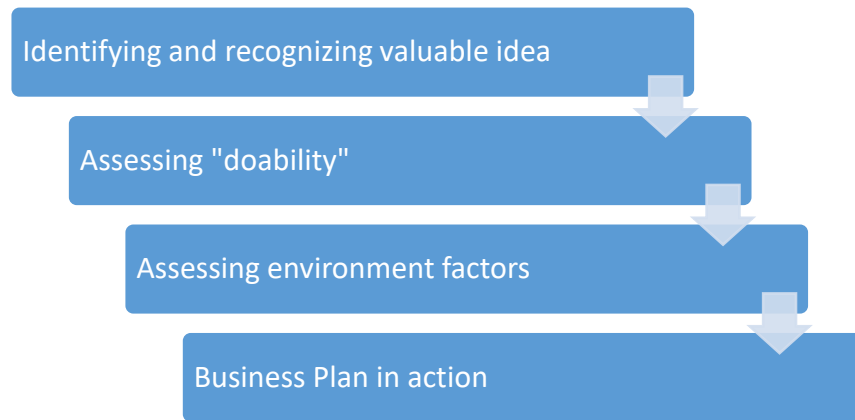 Identifying and recognizing valuable idea
Assessing "doability"
Assessing environment factors
Business Plan in action